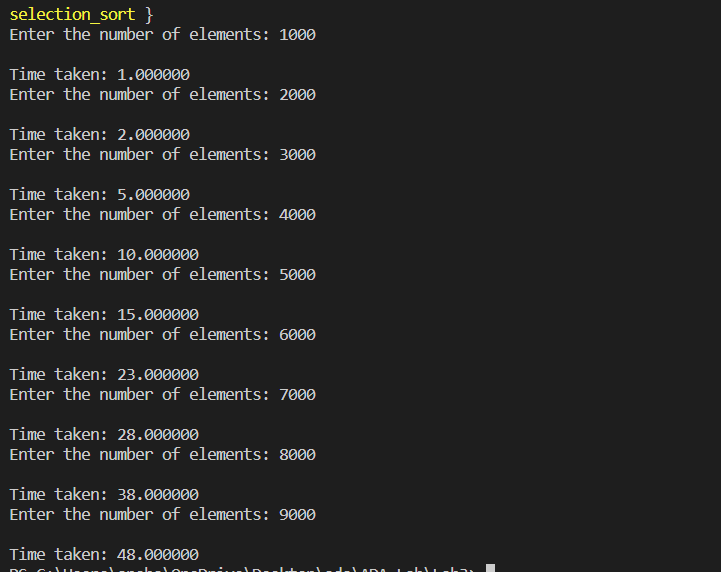 selection_sort }
Enter the number of elements: 1000
Time taken: 1.000000
Enter the number of elements: 2000
Time taken: 2.000000
Enter the number of elements: 3000
Time taken: 5.000000
Enter the number of elements: 4000
Time taken: 10.000000
Enter the number of elements: 5000
Time taken: 15.000000
Enter the number of elements: 6000
Time taken: 23.000000
Enter the number of elements: 7000
Time taken: 28.000000
Enter the number of elements: 8000
Time taken: 38.000000
Enter the number of elements: 9000
Time taken: 48.000000